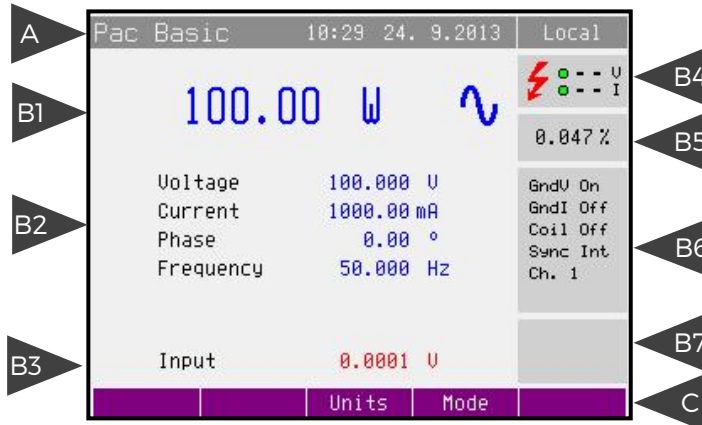 A
Pac Basic 10:29 24. 9.2013 Local
B1
100.00 W
-- V
-- I
B4
0.047 %
B5
B2
Voltage 100.000 V
Current 1000.00 mA
Phase 0.00 °
Frequency 50.000 Hz
GndV On
GndI Off
Coil Off
Sync Int
Ch. 1
B6
B3
Input 0.0001 V
B7
Units Mode
C